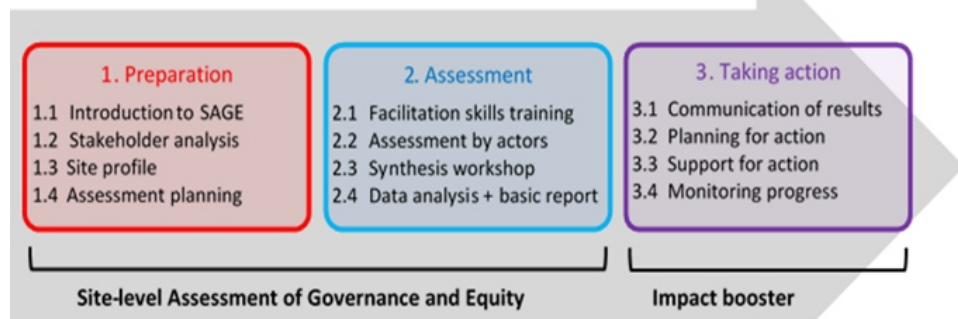 1. Preparation
1.1 Introduction to SAGE
1.2 Stakeholder analysis
1.3 Site profile
1.4 Assessment planning
2. Assessment
2.1 Facilitation skills training
2.2 Assessment by actors
2.3 Synthesis workshop
2.4 Data analysis + basic report
3. Taking action
3.1 Communication of results
3.2 Planning for action
3.3 Support for action
3.4 Monitoring progress
Site-level Assessment of Governance and Equity
Impact booster